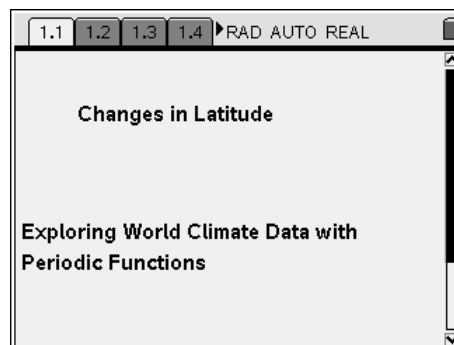 1.1 1.2 1.3 1.4 RAD AUTO REAL
Changes in Latitude
Exploring World Climate Data with
Periodic Functions